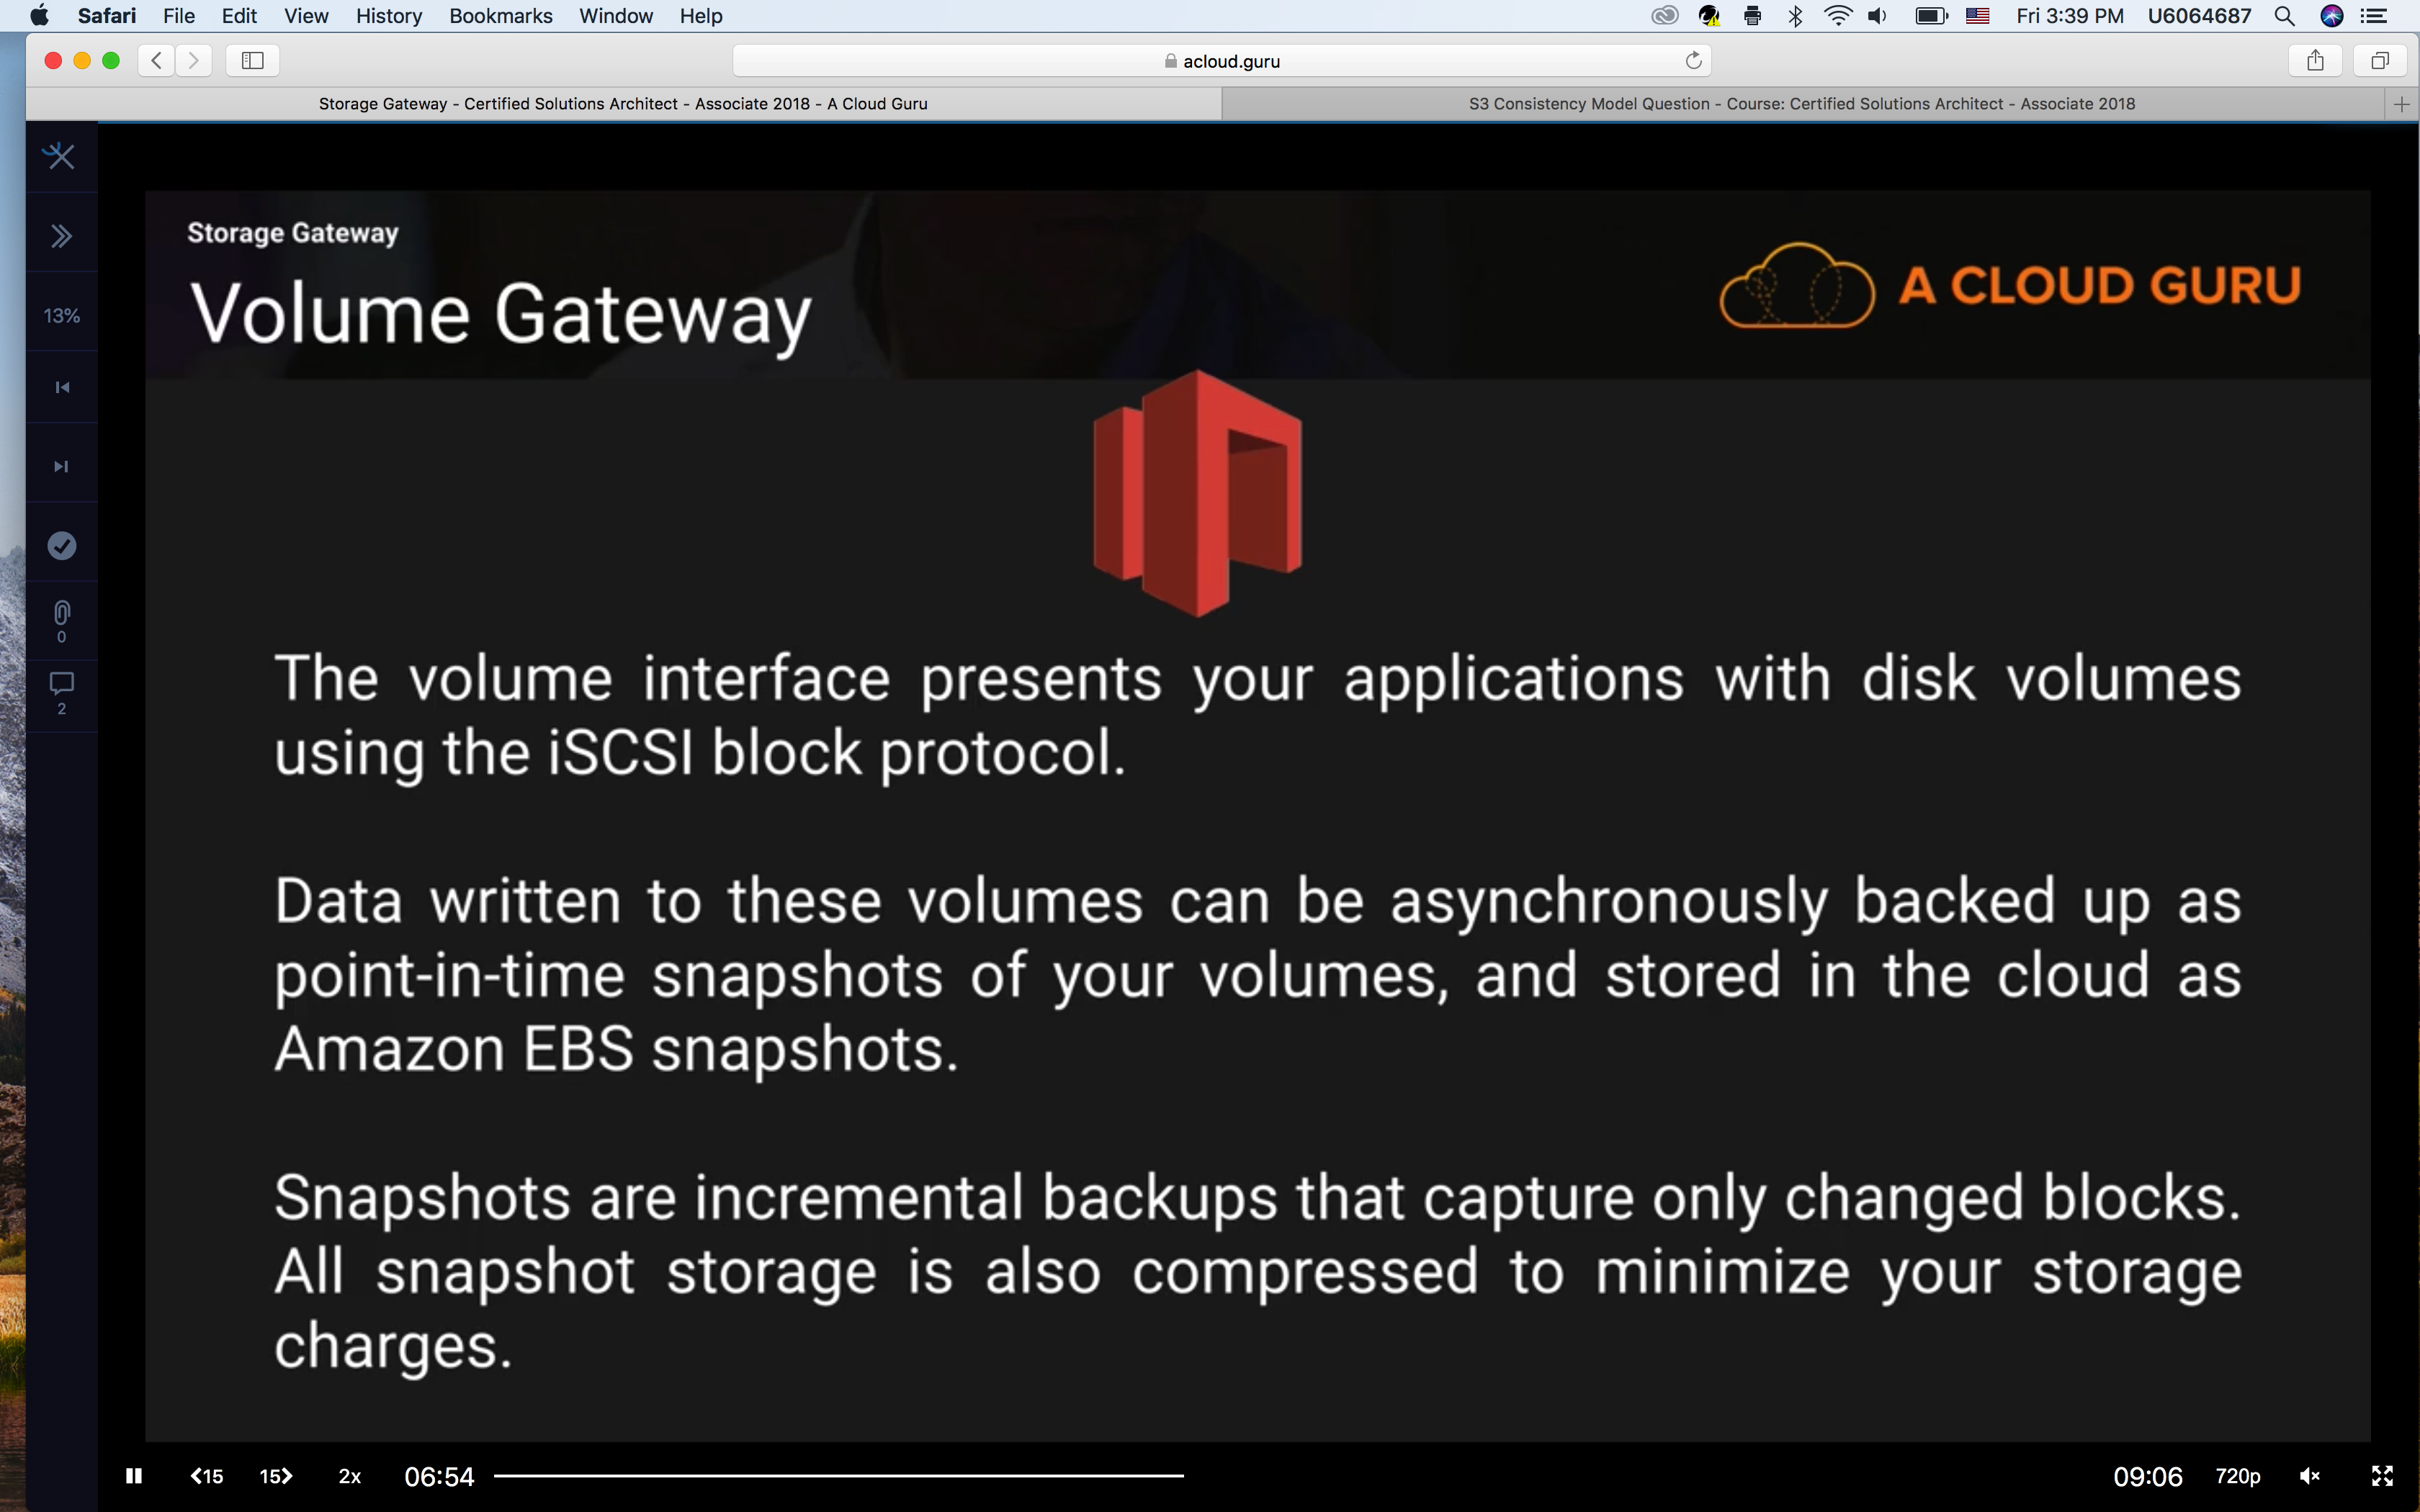 Safari File Edit View History Bookmarks Window Help Fri 3:39 PM U6064687
acloud.guru
Storage Gateway - Certified Solutions Architect - Associate 2018 - A Cloud Guru
S3 Consistency Model Question - Course: Certified Solutions Architect - Associate 2018
13%
0
2
Storage Gateway
Volume Gateway
A CLOUD GURU
The volume interface presents your applications with disk volumes
using the iSCSI block protocol.
Data written to these volumes can be asynchronously backed up as
point-in-time snapshots of your volumes, and stored in the cloud as
Amazon EBS snapshots.
Snapshots are incremental backups that capture only changed blocks.
All snapshot storage is also compressed to minimize your storage
charges.
15 15 2x 06:54 09:06 720p